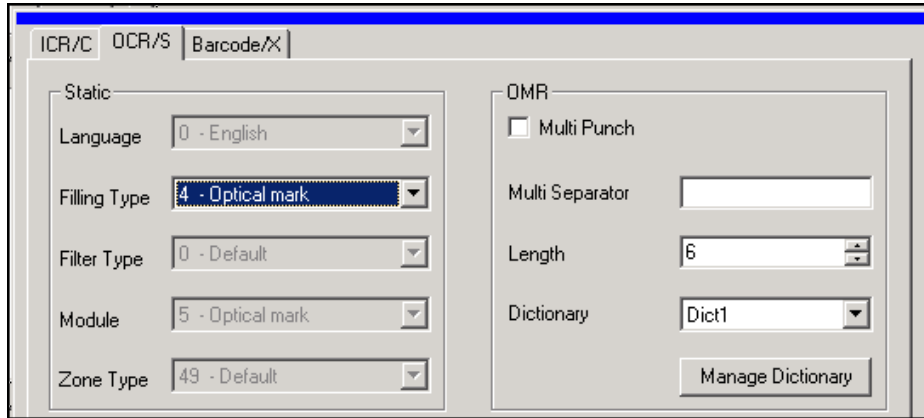 ICR/C OCR/S Barcode/X
Static
Language 0 - English
Filling Type 4 - Optical mark
Filter Type 0 - Default
Module 5 - Optical mark
Zone Type 49 - Default
OMR
Multi Punch
Multi Separator
Length 6
Dictionary Dict1
Manage Dictionary